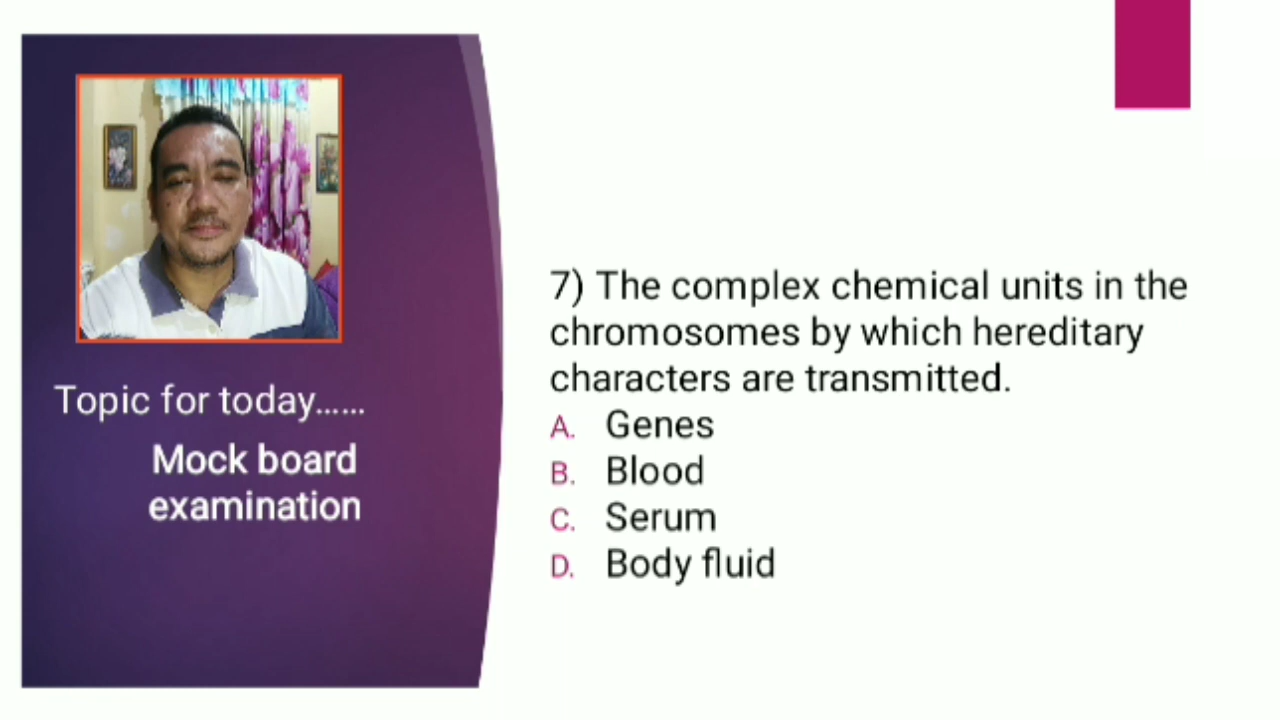 Topic for today......
Mock board
examination
7) The complex chemical units in the
chromosomes by which hereditary
characters are transmitted.
A. Genes
B. Blood
C. Serum
D. Body fluid